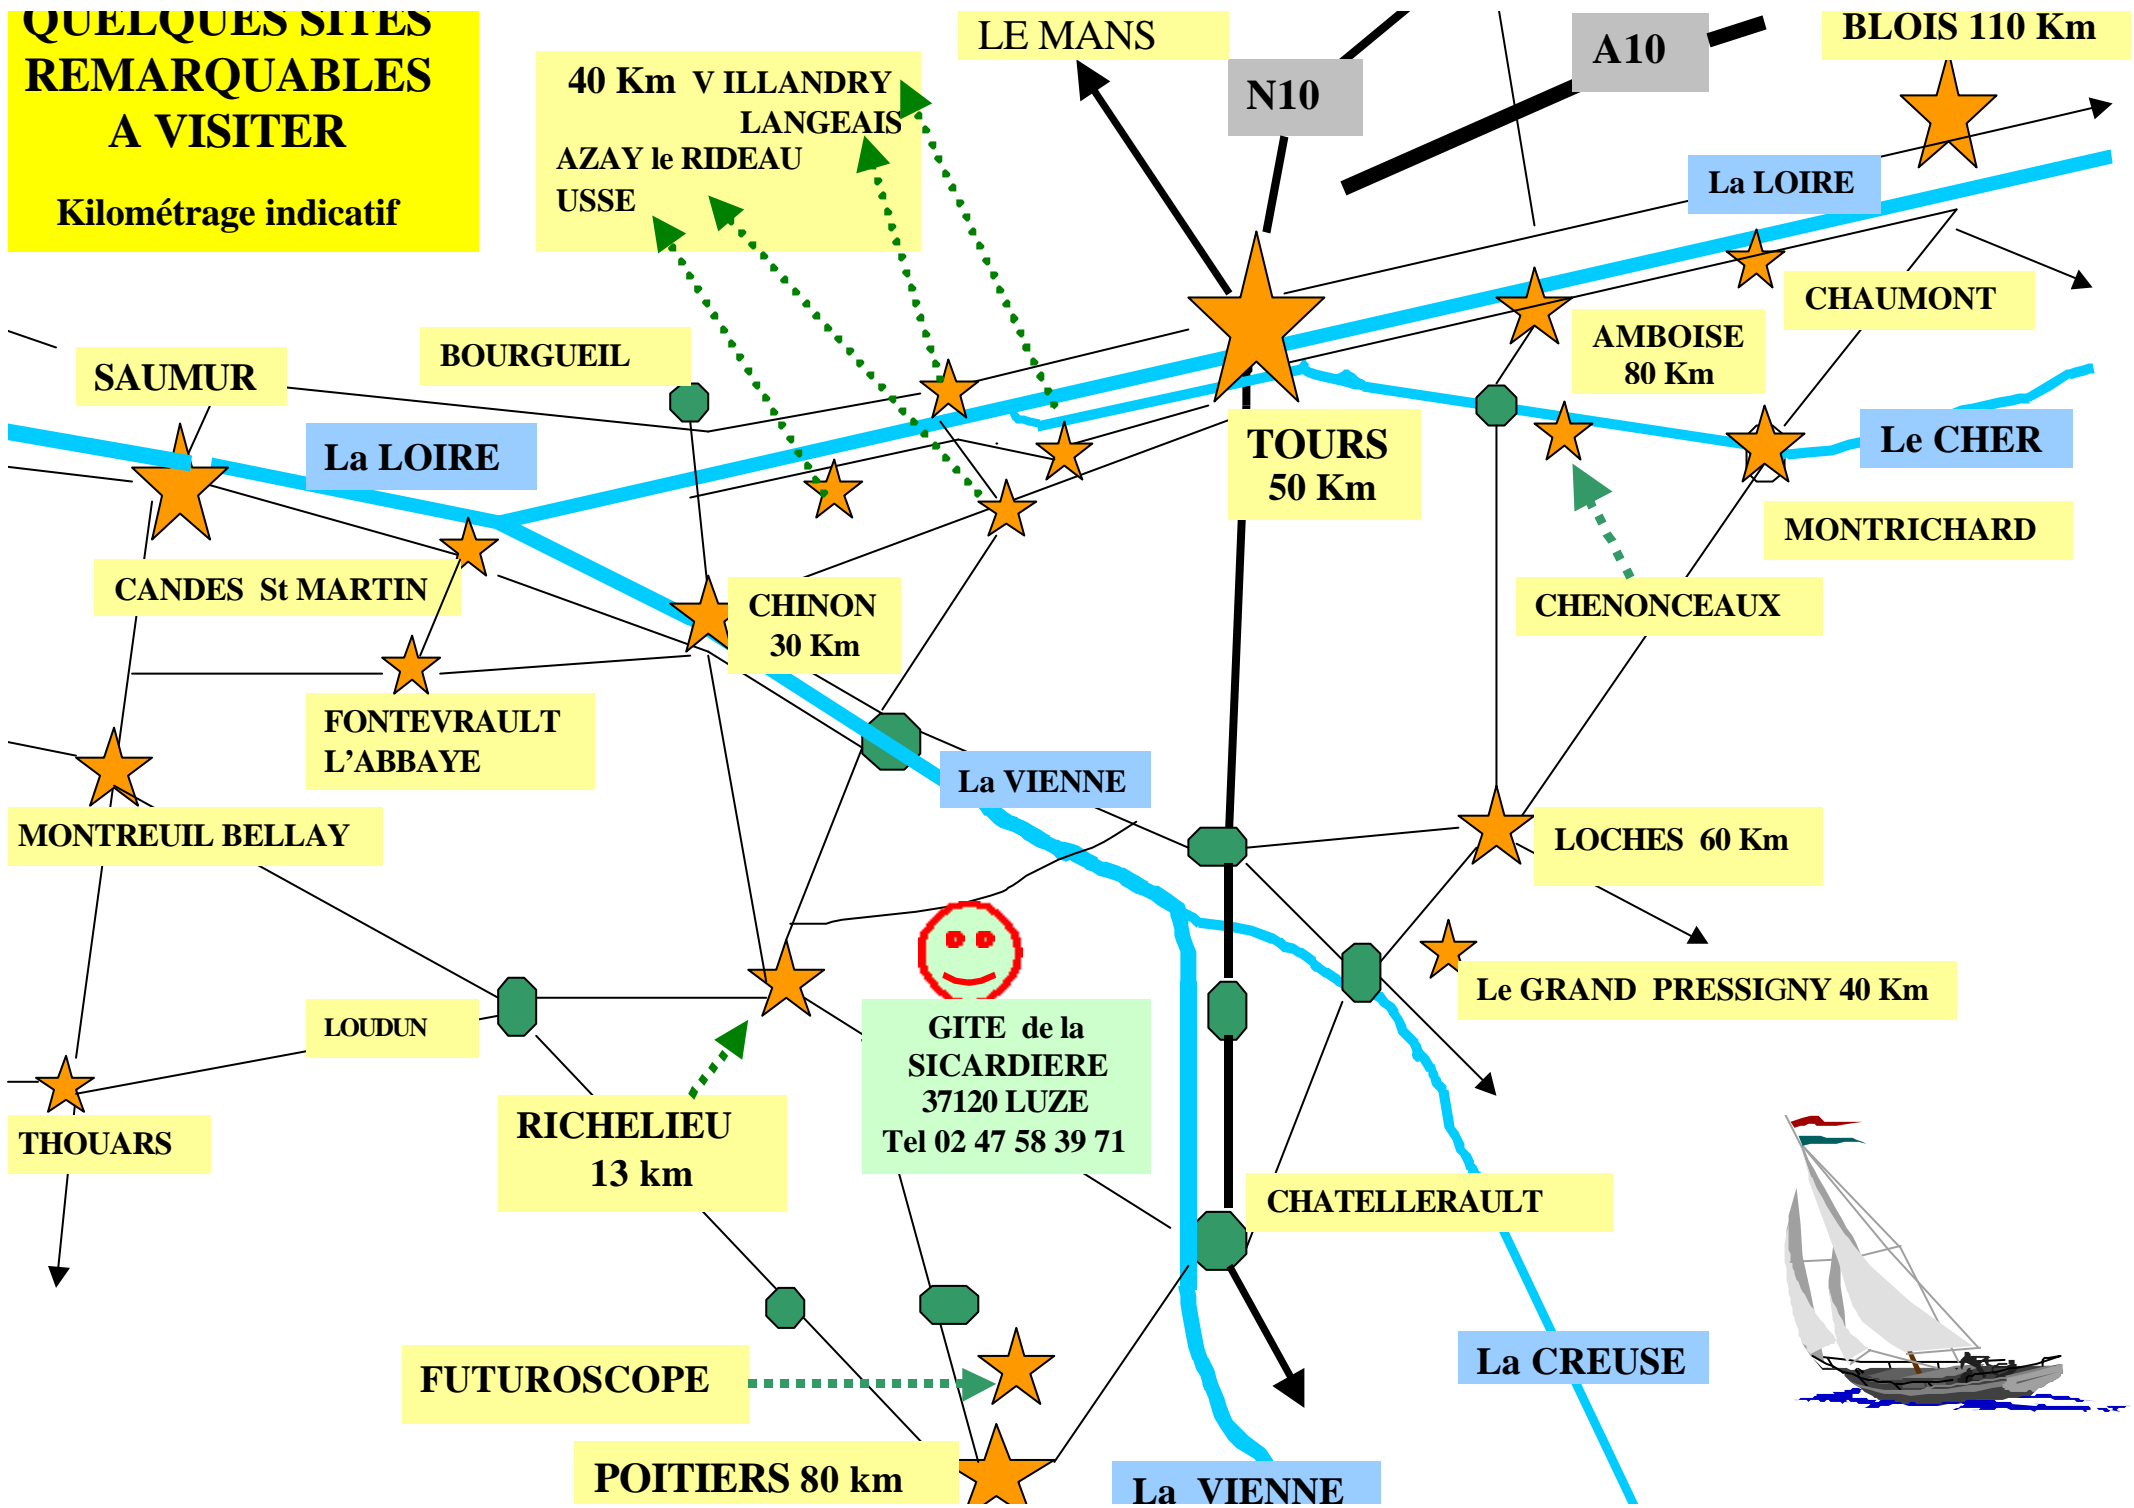 QUELQUES SITES
REMARQUABLES
A VISITER
Kilométrage indicatif
40 Km V ILLANDRY
LANGEAIS
AZAY le RIDEAU
USSE
LE MANS
N10
A10
BLOIS 110 Km
La LOIRE
CHAUMONT
AMBOISE
80 Km
BOURGUEIL
SAUMUR
La LOIRE
TOURS
50 Km
Le CHER
MONTRICHARD
CHENONCEAUX
CANDES St MARTIN
CHINON
30 Km
FONTEVRAULT
L'ABBAYE
La VIENNE
MONTREUIL BELLAY
LOCHES 60 Km
Le GRAND PRESSIGNY 40 Km
LOUDUN
GITE de la
SICARDIERE
37120 LUZE
Tel 02 47 58 39 71
THOUARS
RICHELIEU
13 km
CHATELLERAULT
FUTUROSCOPE
La CREUSE
POITIERS 80 km
La VIENNE